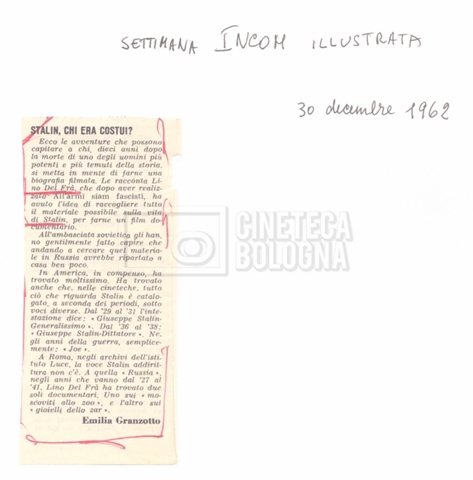 SETTIMANA INCOM ILLUSTRATA
30 decembre 1962
STALIN, CHI ERA COSTUI?
Ecco le avventure che possono
capitare a chi, dieci anni dopo
la morte di uno degli uomini più
potenti e più temuti della storia,
si metta in mente di farne una
biografia filmata. Le racconta Li-
no Del Frà, che dopo aver realiz-
zato All'armi siam fascisti, ha
avuto l'idea di raccogliere tutto
il materiale possibile sulla vita
di Stalin, per farne un film do-
cumentario.
All'ambasciata sovietica gli han-
no gentilmente fatto capire che
andando a cercare quel materia-
le in Russia avrebbe riportato a
casa ben poco.
In America, in compenso, ha
trovato moltissimo. Ha trovato
anche che, nelle cineteche, tutto
ciò che riguarda Stalin è catalo-
gato, a seconda dei periodi, sotto
voci diverse. Dal '29 al '31 l'inte-
stazione dice: « Giuseppe Stalin-
Generalissimo ». Dal '36 al '38:
« Giuseppe Stalin-Dittatore ». Ne-
gli anni della guerra, semplice-
mente: « Joe ».
A Roma, negli archivi dell'isti-
tuto Luce, la voce Stalin addirit-
tura non c'è. A quella « Russia »,
negli anni che vanno dal '27 al
'41, Lino Del Frà ha trovato due
soli documentari. Uno sui « mo-
scoviti allo zoo », e l'altro sui
« gioielli dello zar ».
Emilia Granzotto
CINETECA
BOLOGNA